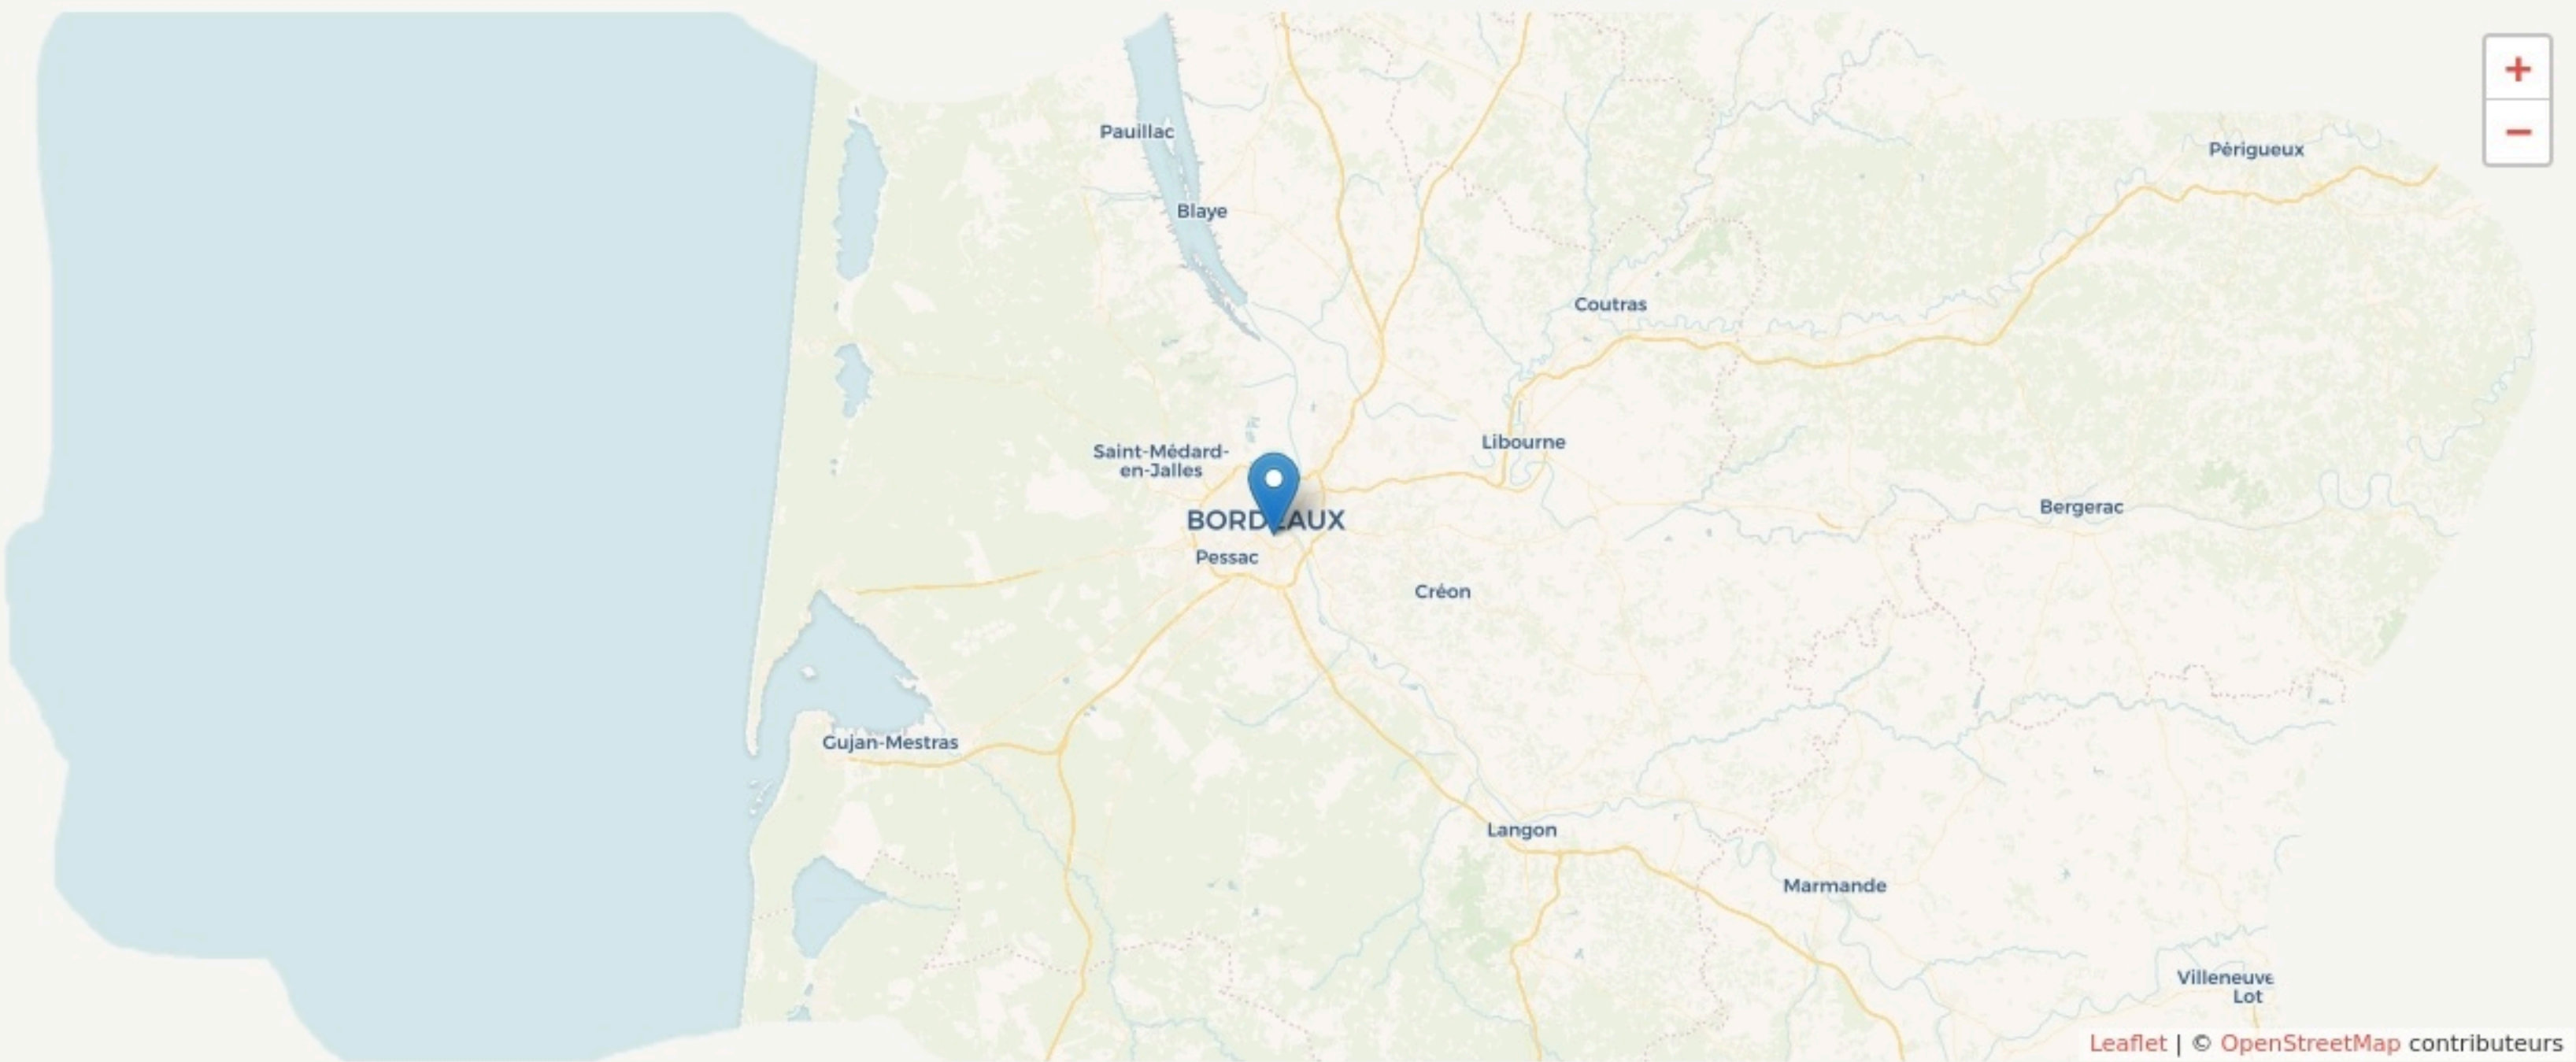 +
−
Pauillac
Périgueux
Blaye
Coutras
Libourne
Saint-Médard-
en-Jalles
Bergerac
BORDEAUX
Pessac
Créon
Gujan-Mestras
Langon
Marmande
Villeneuve
Lot
Leaflet | © OpenStreetMap contributeurs